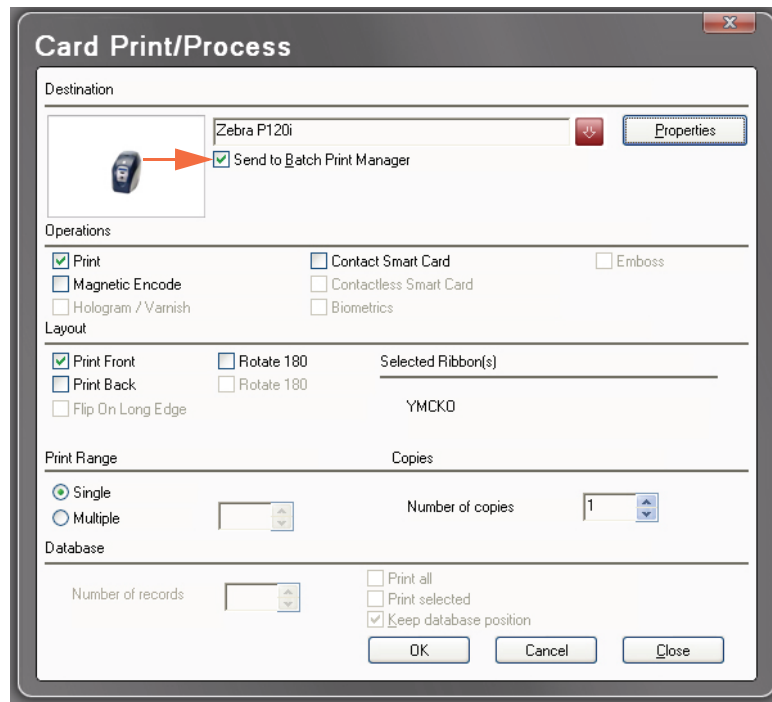 Card Print/Process
Destination
Zebra P120i
Properties
Send to Batch Print Manager
Operations
Print
Contact Smart Card
Emboss
Magnetic Encode
Contactless Smart Card
Hologram / Varnish
Biometrics
Layout
Print Front
Rotate 180
Selected Ribbon(s)
Print Back
Rotate 180
Flip On Long Edge
YMCKO
Print Range
Copies
Single
Number of copies
1
Multiple
Database
Number of records
Print all
Print selected
Keep database position
OK
Cancel
Close